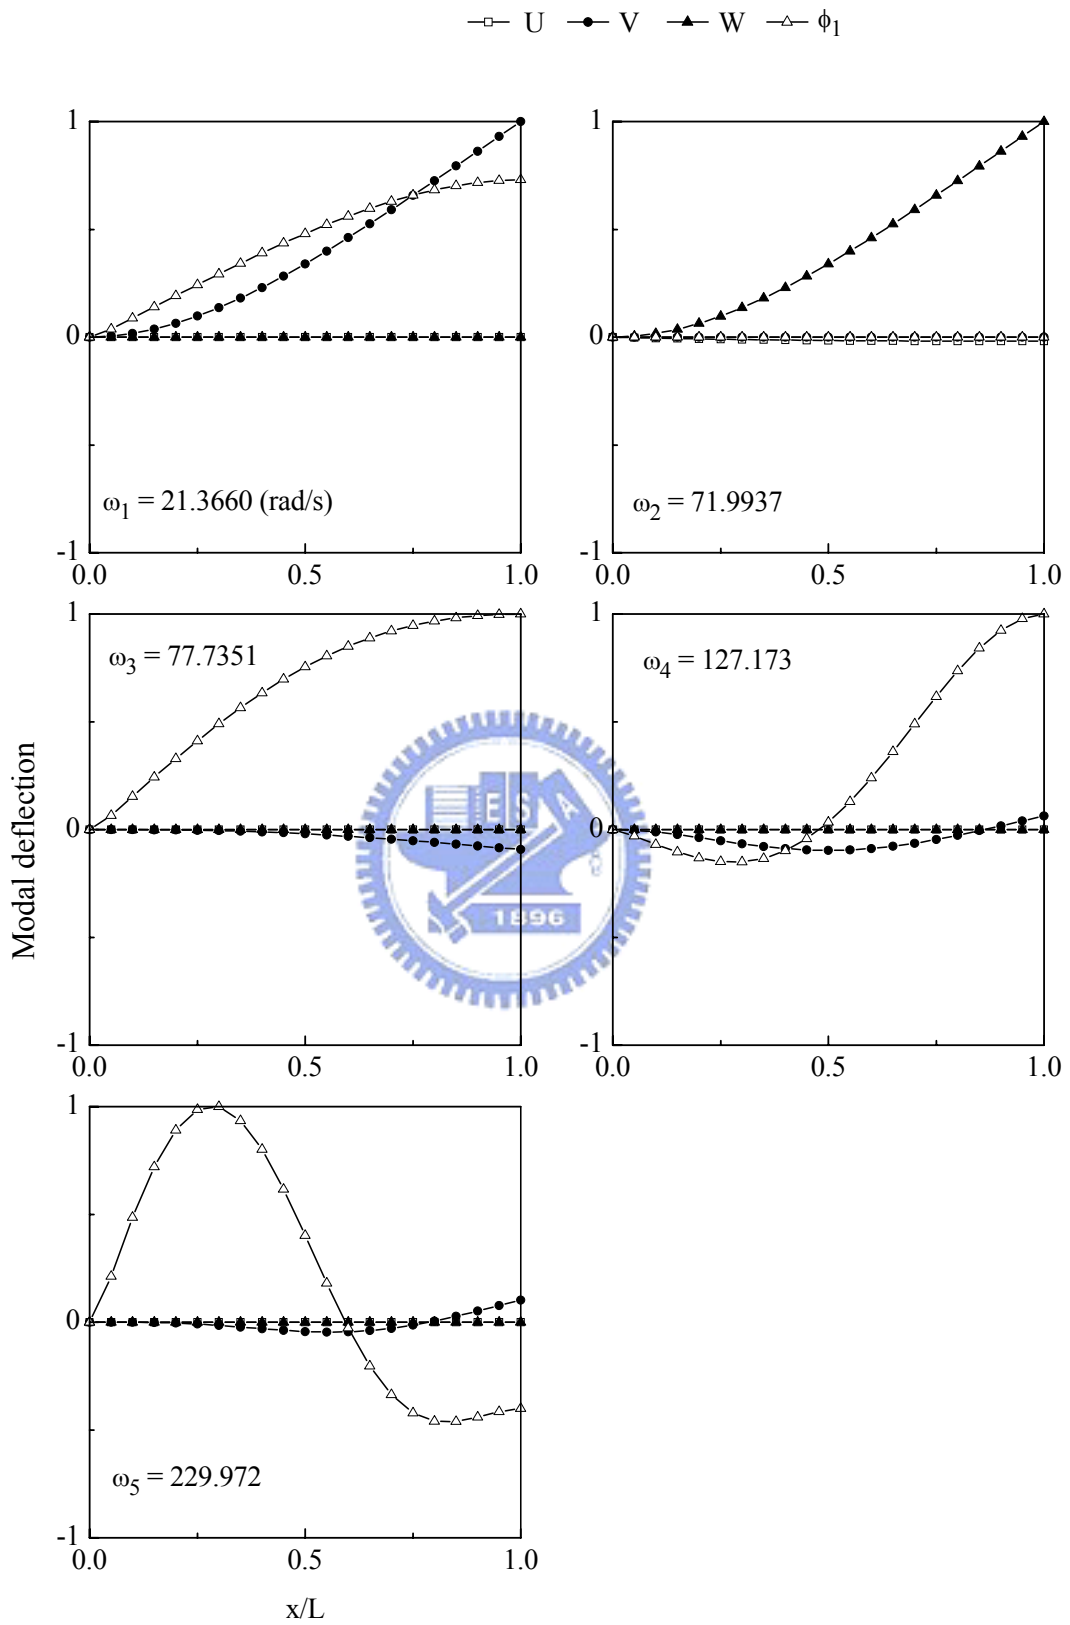 U V W ϕ1
1
0
-1
0.0 0.5 1.0
ω1 = 21.3660 (rad/s)
1
0
-1
0.0 0.5 1.0
ω2 = 71.9937
1
0
-1
0.0 0.5 1.0
ω3 = 77.7351
1
0
-1
0.0 0.5 1.0
ω4 = 127.173
Modal deflection
E S A
1896
1
0
-1
0.0 0.5 1.0
ω5 = 229.972
x/L